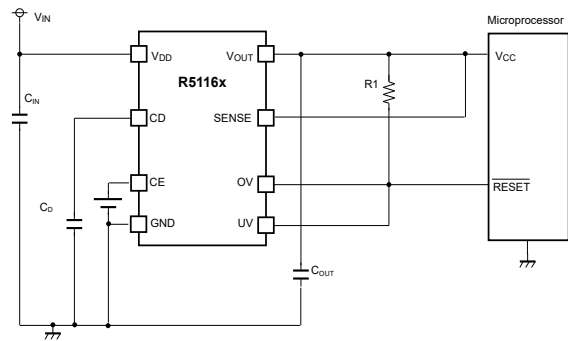 Microprocessor
VIN
VDD
VOUT
VCC
R5116x
R1
CIN
CD
SENSE
CE
OV
RESET
CD
GND
UV
COUT